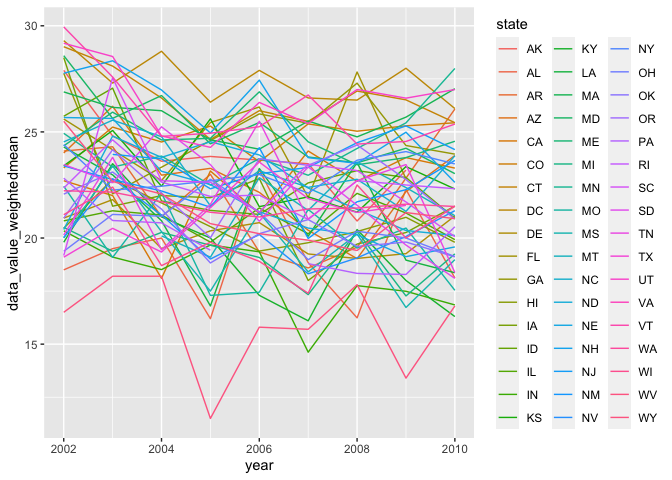 data_value_weightedmean
30
25
20
15
2002 2004 2006 2008 2010
year
state
AK KY NY
AL LA OH
AR MA OK
AZ MD OR
CA ME PA
CO MI RI
CT MN SC
DC MO SD
DE MS TN
FL MT TX
GA NC UT
HI ND VA
IA NE VT
ID NH WA
IL NJ WI
IN NM WV
KS NV WY